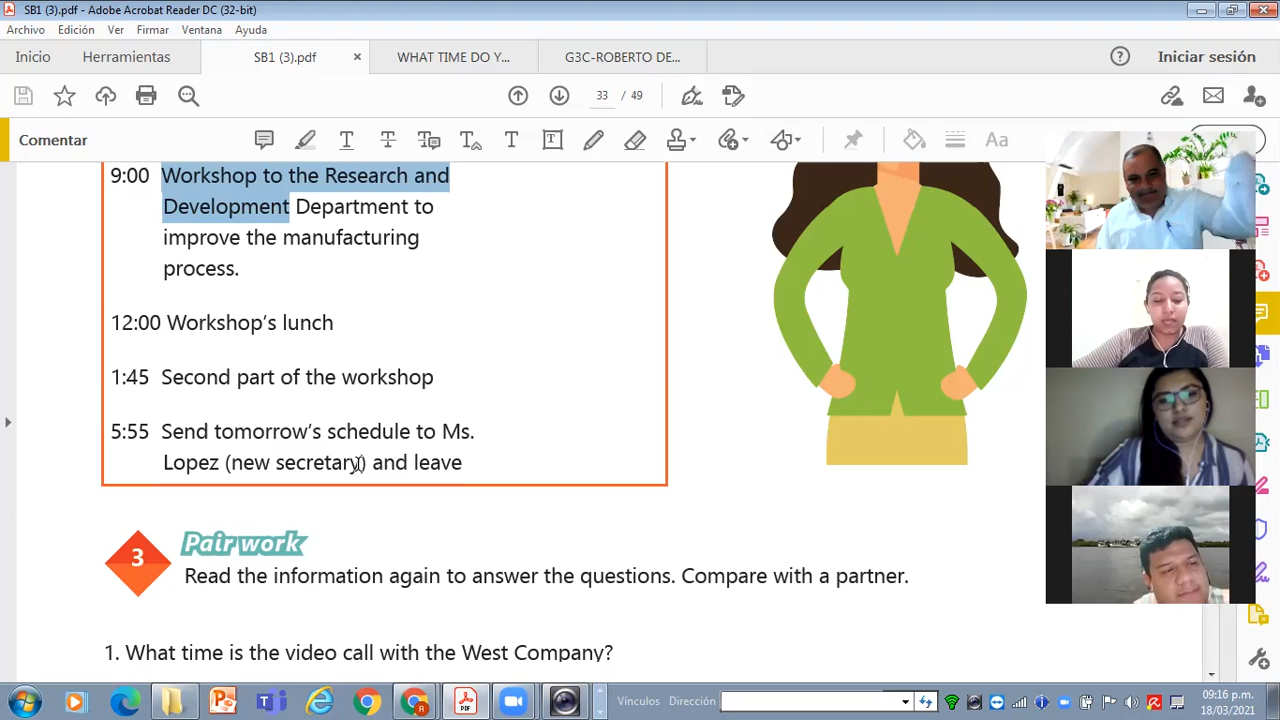 SB1 (3).pdf - Adobe Acrobat Reader DC (32-bit)
Archivo Edición Ver Firmar Ventana Ayuda
Inicio Herramientas SB1 (3).pdf × WHAT TIME DO Y... G3C-ROBERTO DE... Iniciar sesión
33 / 49
Comentar
9:00 Workshop to the Research and
Development Department to
improve the manufacturing
process.
12:00 Workshop's lunch
1:45 Second part of the workshop
5:55 Send tomorrow's schedule to Ms.
Lopez (new secretary) and leave
3 Pair work
Read the information again to answer the questions. Compare with a partner.
1. What time is the video call with the West Company?
Vínculos Dirección
09:16 p.m.
18/03/2021